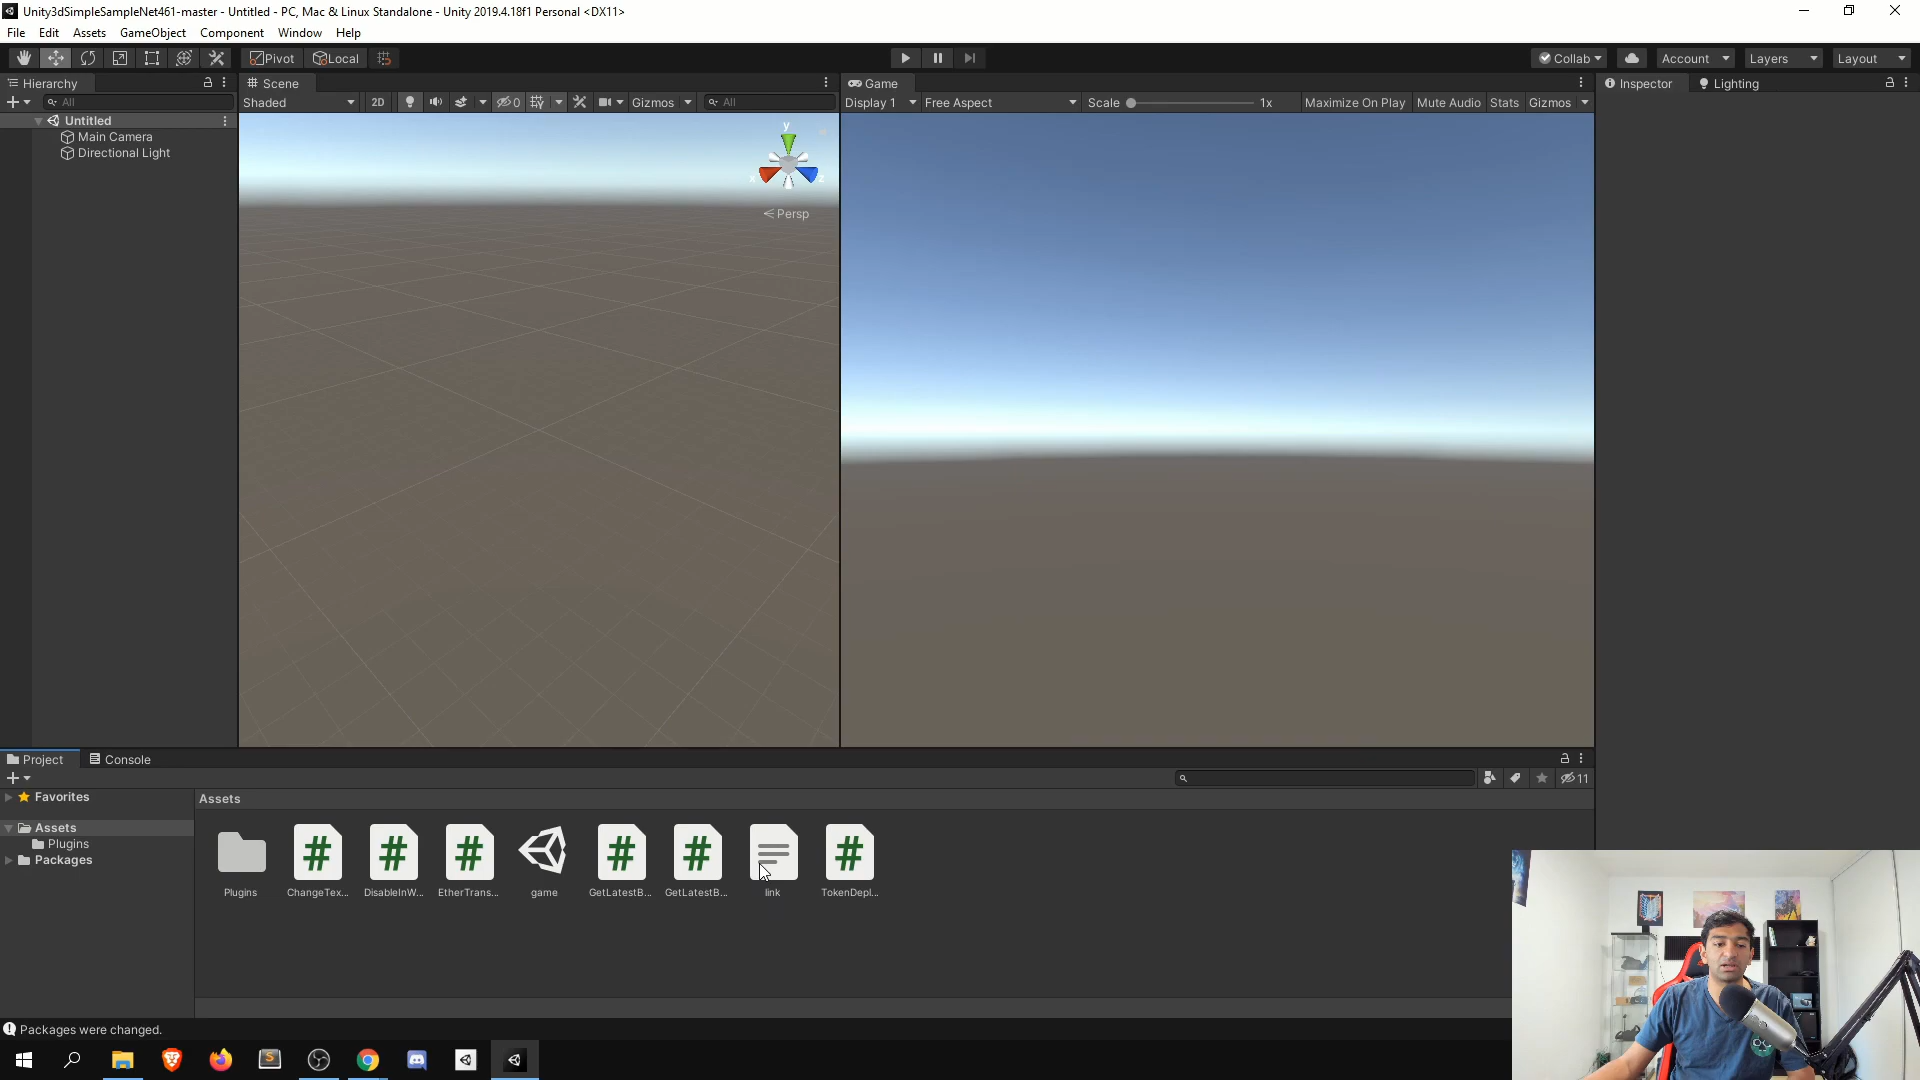 Unity3dSimpleSampleNet461-master - Untitled - PC, Mac & Linux Standalone - Unity 2019.4.18f1 Personal <DX11>
File Edit Assets GameObject Component Window Help
Pivot Local Collab Account Layers Layout
Hierarchy Scene Game Inspector Lighting
All Shaded 2D 0 Gizmos All Display 1 Free Aspect Scale 1x Maximize On Play Mute Audio Stats Gizmos
Untitled
Main Camera
Directional Light
y
x z
Persp
Project Console
11
Favorites
Assets
Plugins
Packages
Assets
Plugins ChangeTex... DisableInW... EtherTrans... game GetLatestB... GetLatestB... link TokenDepl...
Packages were changed.